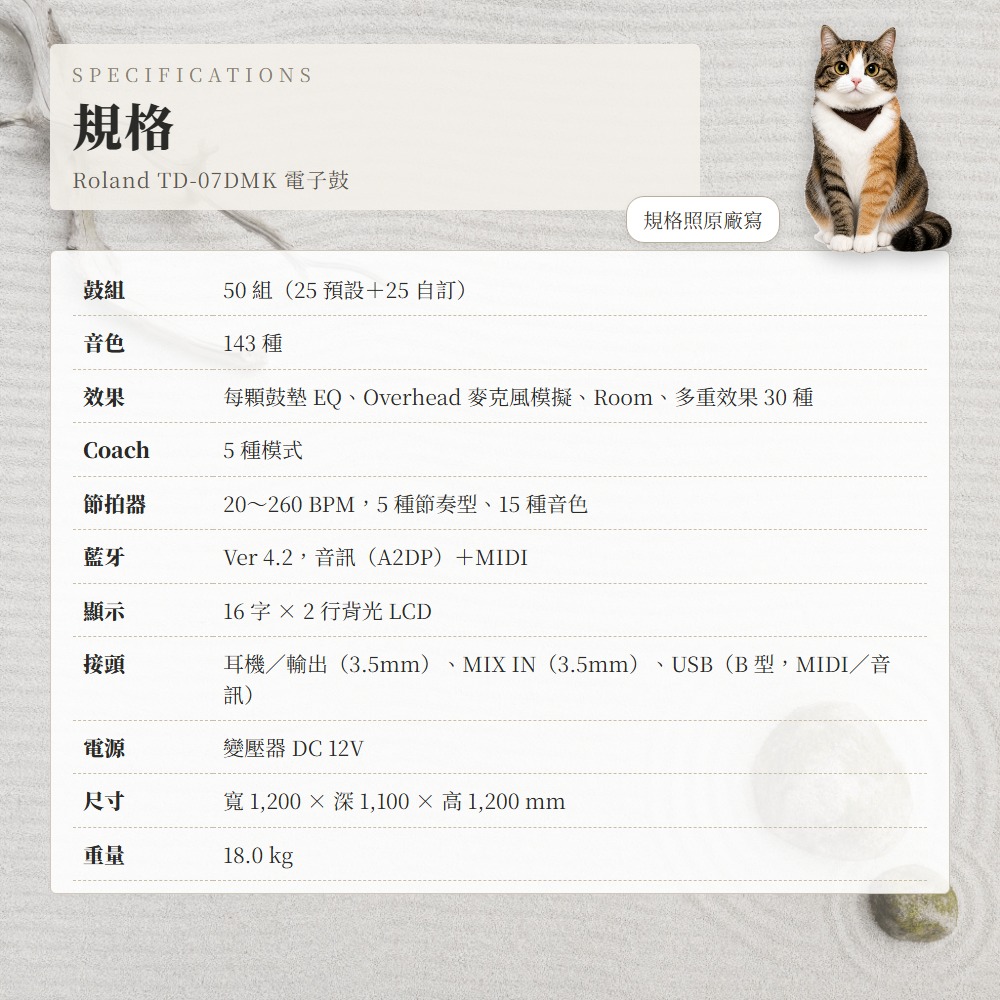 SPECIFICATIONS
規格
Roland TD-07DMK 電子鼓
規格照原廠寫
鼓組 50 組（25 預設＋25 自訂）
音色 143 種
效果 每顆鼓墊 EQ、Overhead 麥克風模擬、Room、多重效果 30 種
Coach 5 種模式
節拍器 20～260 BPM，5 種節奏型、15 種音色
藍牙 Ver 4.2，音訊（A2DP）＋MIDI
顯示 16 字 × 2 行背光 LCD
接頭 耳機／輸出（3.5mm）、MIX IN（3.5mm）、USB（B 型，MIDI／音
訊）
電源 變壓器 DC 12V
尺寸 寬 1,200 × 深 1,100 × 高 1,200 mm
重量 18.0 kg